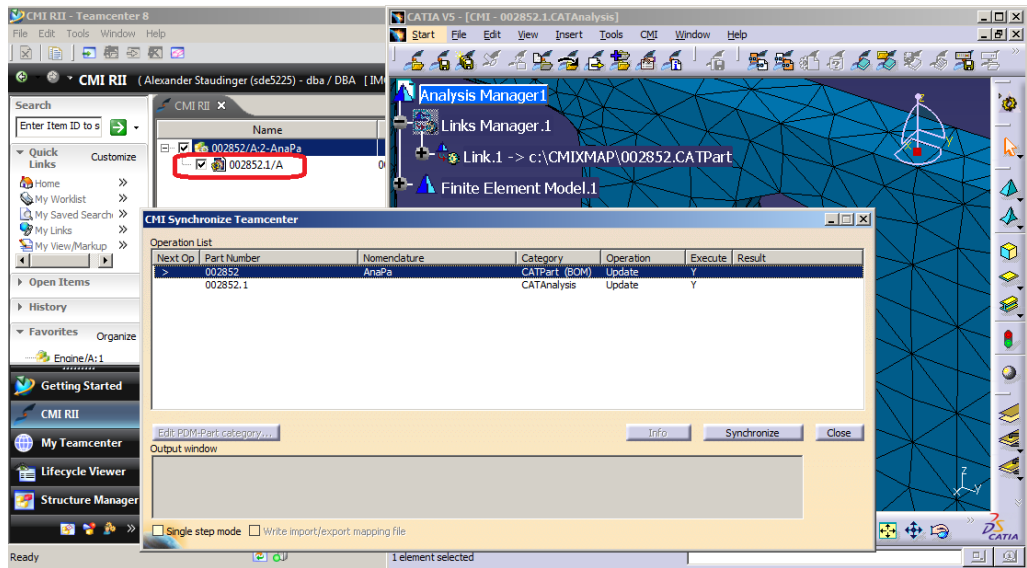 CMI RII - Teamcenter 8
File Edit Tools Window Help
CMI RII ( Alexander Staudinger (sde5225) - dba / DBA [ IM
Search
Enter Item ID to s
Quick Links
Customize
Home
My Worklist
My Saved Search
My Links
My View/Markup
Open Items
History
Favorites
Organize
Engine/A:1
Getting Started
CMI RII
My Teamcenter
Lifecycle Viewer
Structure Manager
Ready
CMI RII
Name
002852/A:2-AnaPa
002852.1/A
CATIA V5 - [CMI - 002852.1.CATAnalysis]
Start File Edit View Insert Tools CMI Window Help
Analysis Manager1
Links Manager.1
Link.1 -> c:\CMIXMAP\002852.CATPart
Finite Element Model.1
y
z
x y
CMI Synchronize Teamcenter
Operation List
Next Op Part Number Nomenclature Category Operation Execute Result
> 002852 AnaPa CATPart (BOM) Update Y
002852.1 CATAnalysis Update Y
Edit PDM-Part category... Info Synchronize Close
Output window
Single step mode Write import/export mapping file
CATIA
1 element selected